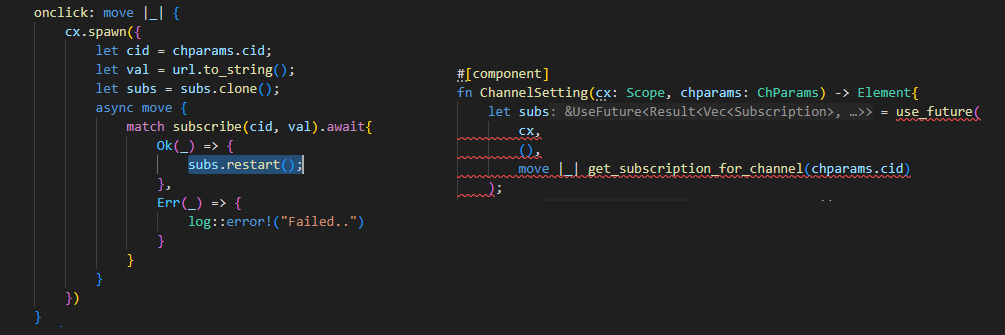 onclick: move |_| {
cx.spawn({
let cid = chparams.cid;
let val = url.to_string();
let subs = subs.clone();
async move {
match subscribe(cid, val).await{
Ok(_) => {
subs.restart();
},
Err(_) => {
log::error!("Failed..")
}
}
}
})
}
#[component]
fn ChannelSetting(cx: Scope, chparams: ChParams) -> Element{
let subs: &UseFuture<Result<Vec<Subscription>, …>> = use_future(
cx,
(),
move |_| get_subscription_for_channel(chparams.cid)
);